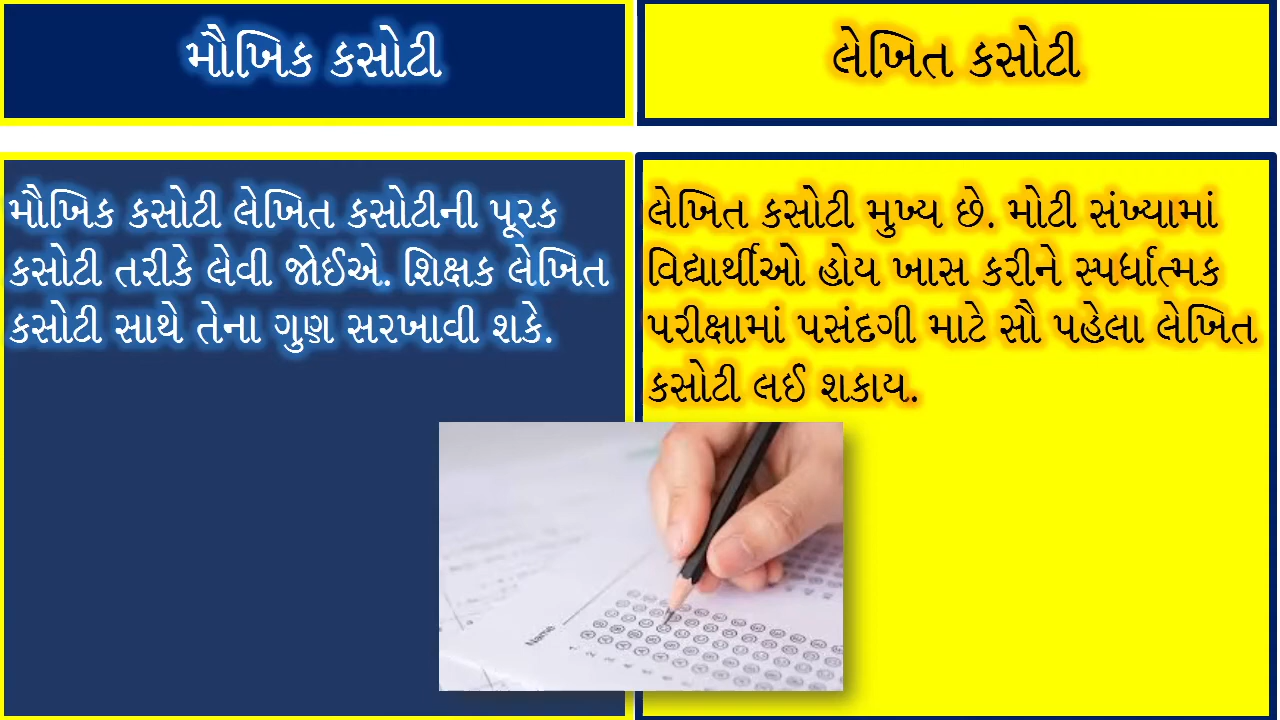 મૌખિક કસોટી
લેખિત કસોટી
મૌખિક કસોટી લેખિત કસોટીની પૂરક
કસોટી તરીકે લેવી જોઈએ. શિક્ષક લેખિત
કસોટી સાથે તેના ગુણ સરખાવી શકે.
લેખિત કસોટી મુખ્ય છે. મોટી સંખ્યામાં
વિદ્યાર્થીઓ હોય ખાસ કરીને સ્પર્ધાત્મક
પરીક્ષામાં પસંદગી માટે સૌ પહેલા લેખિત
કસોટી લઈ શકાય.
Name